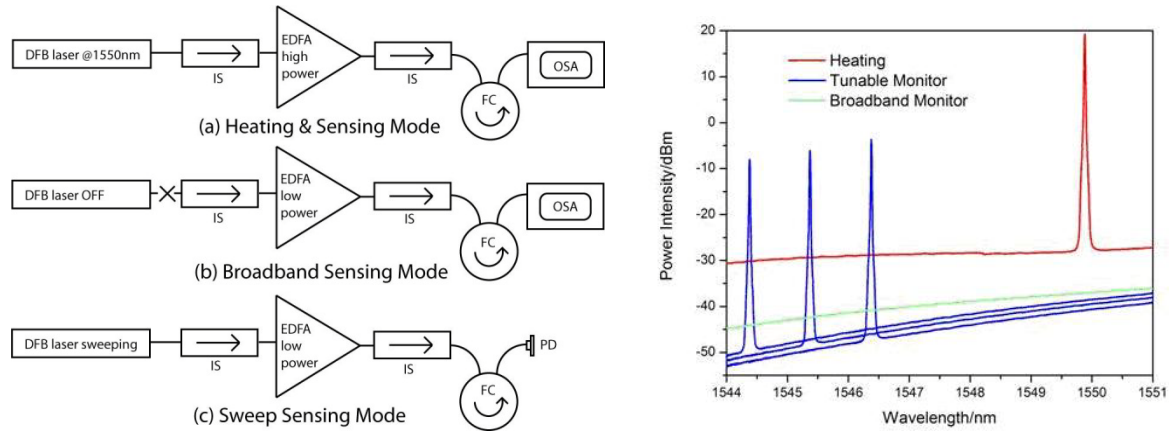 DFB laser @1550nm
IS
EDFA
high
power
IS
FC
OSA
(a) Heating & Sensing Mode
DFB laser OFF
IS
EDFA
low
power
IS
FC
OSA
(b) Broadband Sensing Mode
DFB laser sweeping
IS
EDFA
low
power
IS
FC
PD
(c) Sweep Sensing Mode
Power Intensity/dBm
20
10
0
-10
-20
-30
-40
-50
Heating
Tunable Monitor
Broadband Monitor
1544 1545 1546 1547 1548 1549 1550 1551
Wavelength/nm